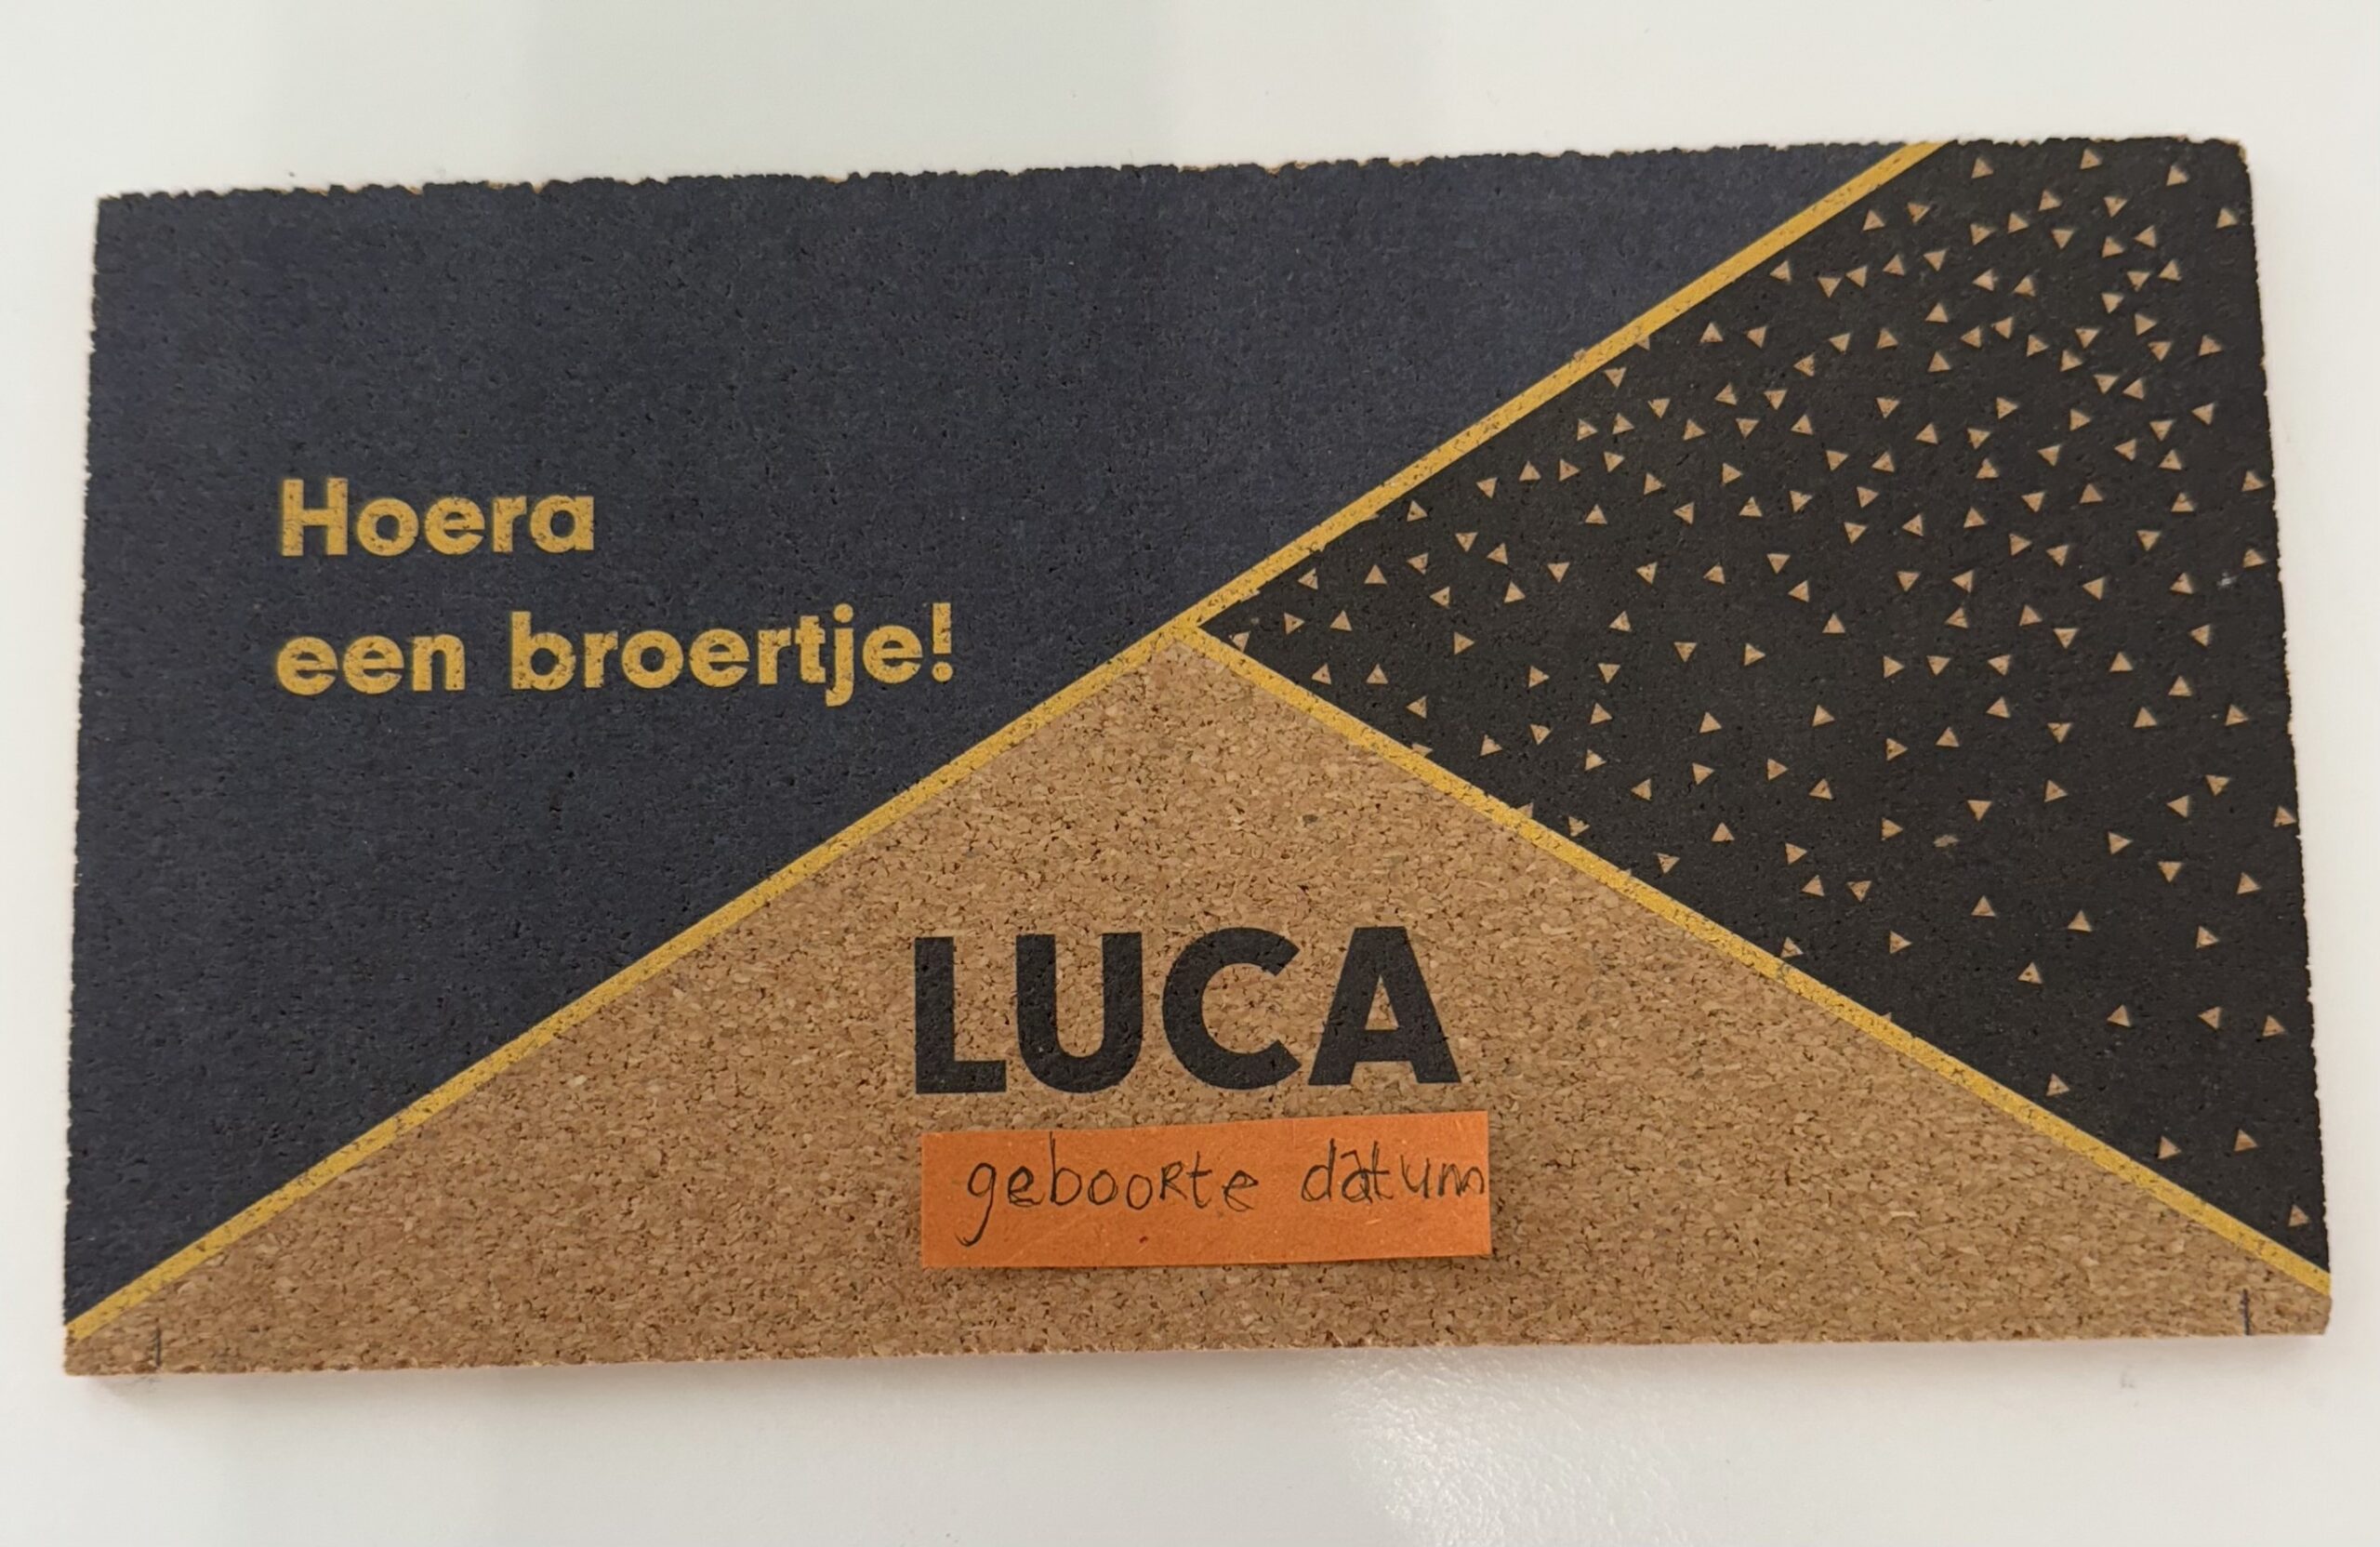 Hoera
een broertje!
LUCA
geboorte datum